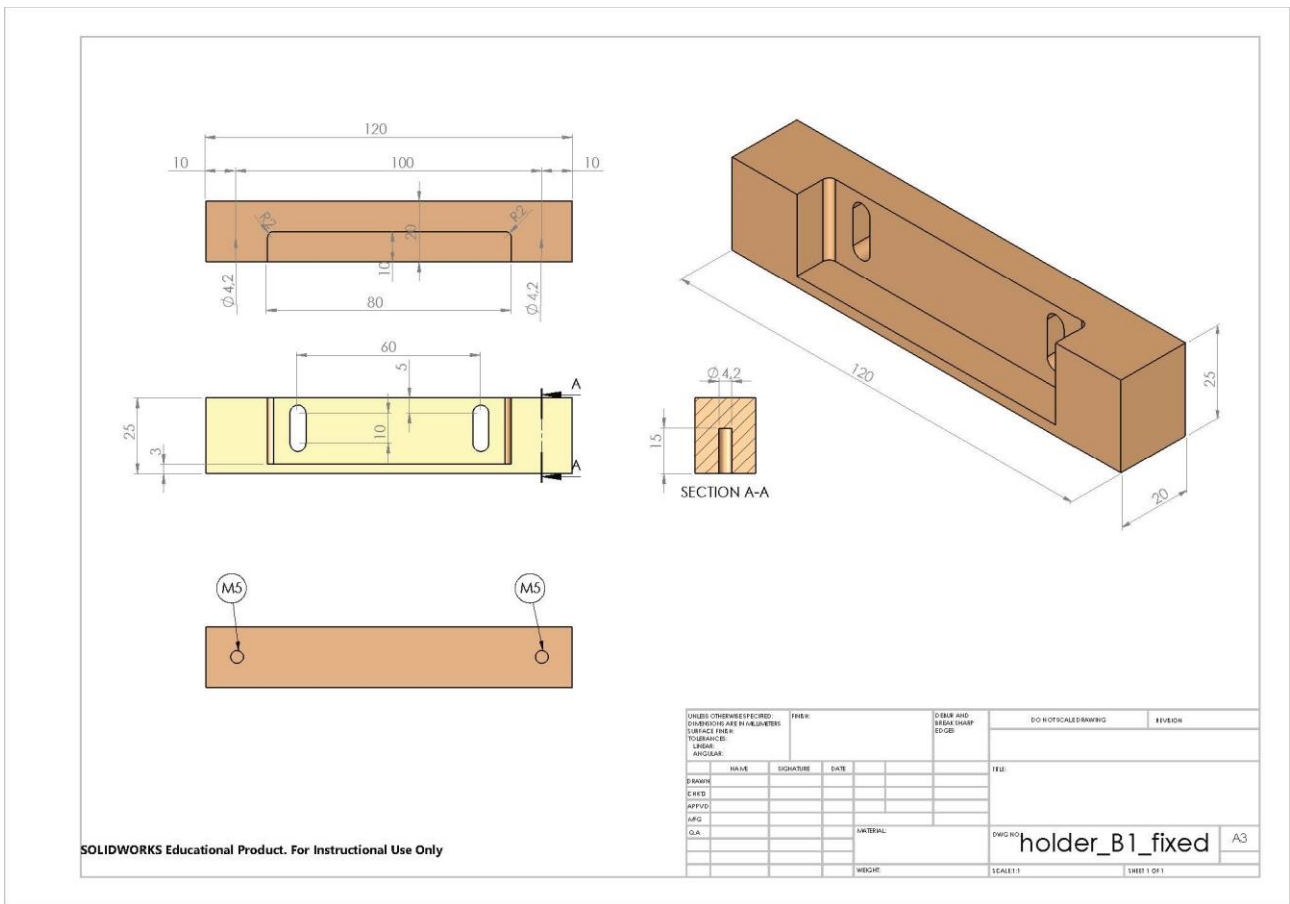 120
10
100
10
R2
R2
20
10
Ø 4,2
Ø 4,2
80
60
5
A
25
10
3
A
Ø 4,2
15
SECTION A-A
120
25
20
M5
M5
UNLESS OTHERWISE SPECIFIED:
DIMENSIONS ARE IN MILLIMETERS
SURFACE FINISH:
TOLERANCES:
LINEAR:
ANGULAR:
FINISH:
DEBUR AND
BREAK SHARP
EDGES
DO NOT SCALE DRAWING
REVISION
NAME
SIGNATURE
DATE
TITLE:
DRAWN
CHK'D
APPV'D
MFG
Q.A
MATERIAL:
DWG NO.
holder_B1_fixed
A3
WEIGHT:
SCALE:1:1
SHEET 1 OF 1
SOLIDWORKS Educational Product. For Instructional Use Only